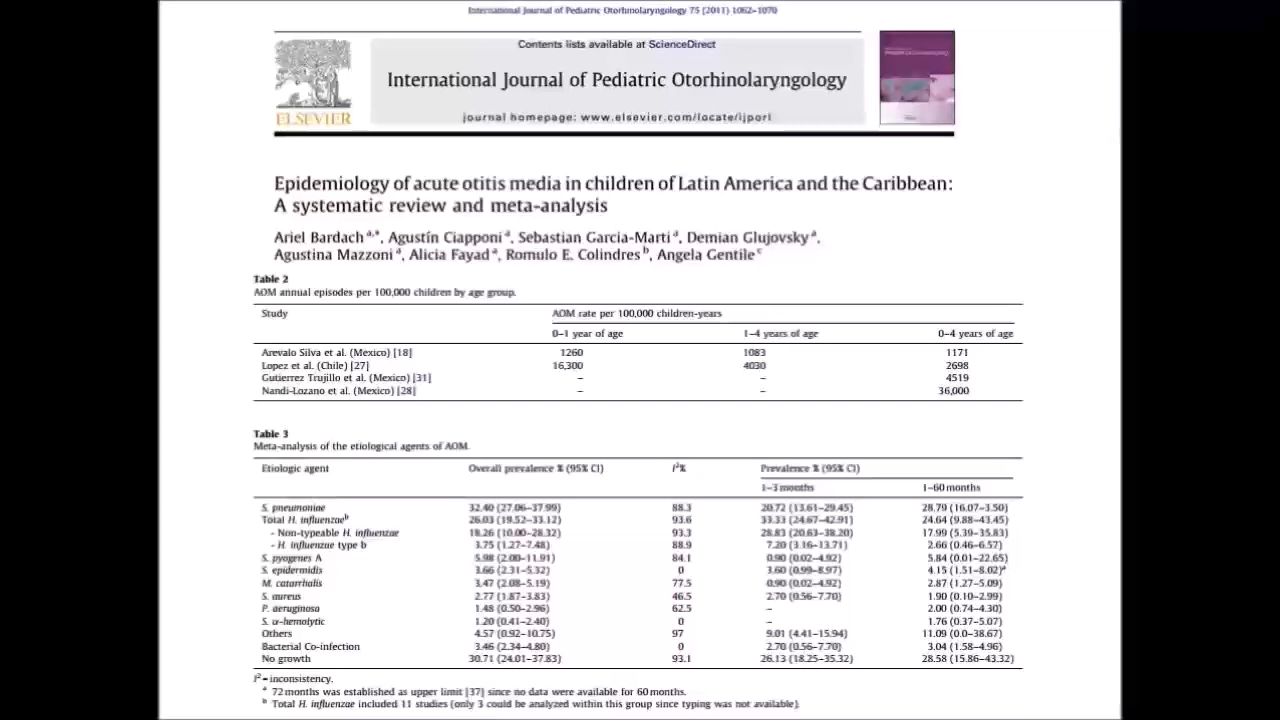 International Journal of Pediatric Otorhinolaryngology 75 (2011) 1062–1070
Contents lists available at ScienceDirect
International Journal of Pediatric Otorhinolaryngology
journal homepage: www.elsevier.com/locate/ijporl
ELSEVIER
Epidemiology of acute otitis media in children of Latin America and the Caribbean:
A systematic review and meta-analysis
Ariel Bardach a,*, Agustín Ciapponi a, Sebastian Garcia-Marti a, Demian Glujovsky a,
Agustina Mazzoni a, Alicia Fayad a, Romulo E. Colindres b, Angela Gentile c
Table 2
AOM annual episodes per 100,000 children by age group.
Study AOM rate per 100,000 children-years
0–1 year of age 1–4 years of age 0–4 years of age
Arevalo Silva et al. (Mexico) [18] 1260 1083 1171
Lopez et al. (Chile) [27] 16,300 4030 2698
Gutierrez Trujillo et al. (Mexico) [31] – – 4519
Nandi-Lozano et al. (Mexico) [28] – – 36,000
Table 3
Meta-analysis of the etiological agents of AOM.
Etiologic agent Overall prevalence % (95% CI) I²% Prevalence % (95% CI)
1–3 months 1–60 months
S. pneumoniae 32.40 (27.06–37.99) 88.3 20.72 (13.61–29.45) 28.79 (16.07–3.50)
Total H. influenzae b 26.03 (19.52–33.12) 93.6 33.33 (24.67–42.91) 24.64 (9.88–43.45)
- Non-typeable H. influenzae 18.26 (10.00–28.32) 93.3 28.83 (20.63–38.20) 17.99 (5.39–35.83)
- H. influenzae type b 3.75 (1.27–7.48) 88.9 7.20 (3.16–13.71) 2.66 (0.46–6.57)
S. pyogenes A 5.98 (2.00–11.91) 84.1 0.90 (0.02–4.92) 5.84 (0.01–22.65)
S. epidermidis 3.66 (2.31–5.32) 0 3.60 (0.99–8.97) 4.15 (1.51–8.02) a
M. catarrhalis 3.47 (2.08–5.19) 77.5 0.90 (0.02–4.92) 2.87 (1.27–5.09)
S. aureus 2.77 (1.87–3.83) 46.5 2.70 (0.56–7.70) 1.90 (0.10–2.99)
P. aeruginosa 1.48 (0.50–2.96) 62.5 – 2.00 (0.74–4.30)
S. α-hemolytic 1.20 (0.41–2.40) 0 – 1.76 (0.37–5.07)
Others 4.57 (0.92–10.75) 97 9.01 (4.41–15.94) 11.09 (0.0–38.67)
Bacterial Co-infection 3.46 (2.34–4.80) 0 2.70 (0.56–7.70) 3.04 (1.58–4.96)
No growth 30.71 (24.01–37.83) 93.1 26.13 (18.25–35.32) 28.58 (15.86–43.32)
I² = inconsistency.
a 72 months was established as upper limit [37] since no data were available for 60 months.
b Total H. influenzae included 11 studies (only 3 could be analyzed within this group since typing was not available).